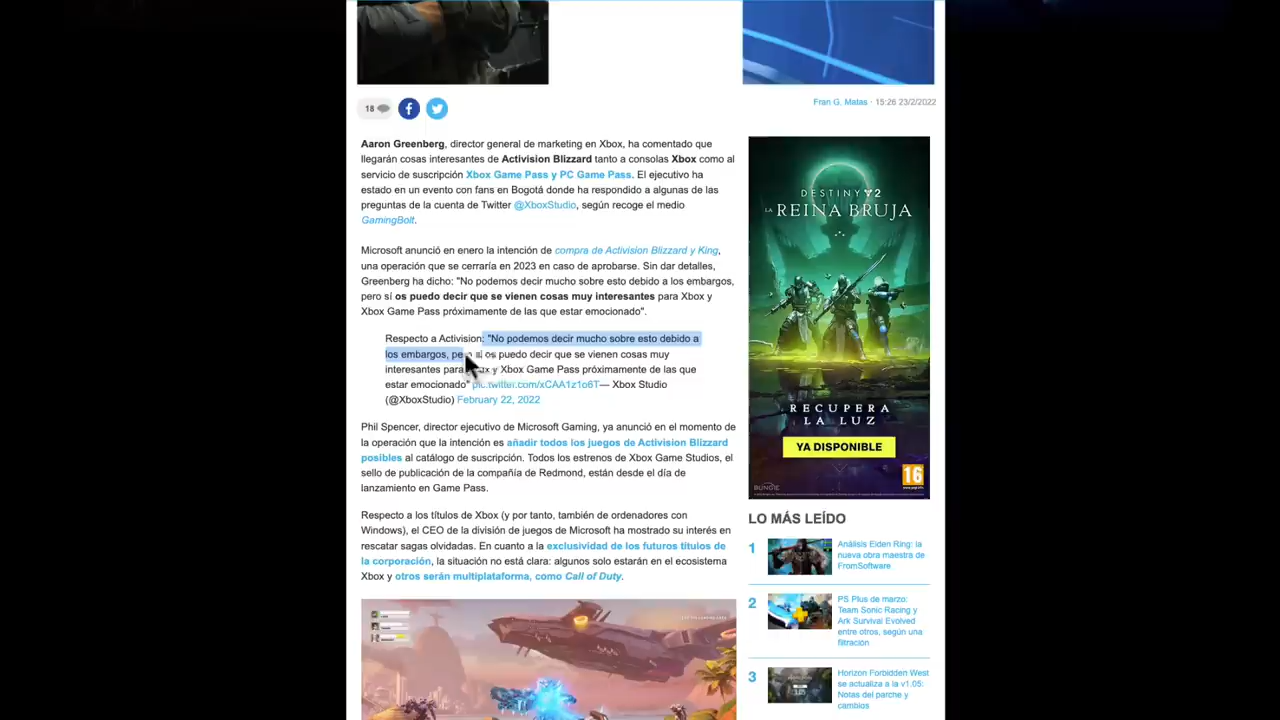 18
Fran G. Matas · 15:26 23/2/2022
Aaron Greenberg, director general de marketing en Xbox, ha comentado que
llegarán cosas interesantes de Activision Blizzard tanto a consolas Xbox como al
servicio de suscripción Xbox Game Pass y PC Game Pass. El ejecutivo ha
estado en un evento con fans en Bogotá donde ha respondido a algunas de las
preguntas de la cuenta de Twitter @XboxStudio, según recoge el medio
GamingBolt.
Microsoft anunció en enero la intención de compra de Activision Blizzard y King,
una operación que se cerraría en 2023 en caso de aprobarse. Sin dar detalles,
Greenberg ha dicho: "No podemos decir mucho sobre esto debido a los embargos,
pero sí os puedo decir que se vienen cosas muy interesantes para Xbox y
Xbox Game Pass próximamente de las que estar emocionado".
Respecto a Activision: "No podemos decir mucho sobre esto debido a
los embargos, pero sí os puedo decir que se vienen cosas muy
interesantes para Xbox y Xbox Game Pass próximamente de las que
estar emocionado" pic.twitter.com/xCAA1z1o6T— Xbox Studio
(@XboxStudio) February 22, 2022
Phil Spencer, director ejecutivo de Microsoft Gaming, ya anunció en el momento de
la operación que la intención es añadir todos los juegos de Activision Blizzard
posibles al catálogo de suscripción. Todos los estrenos de Xbox Game Studios, el
sello de publicación de la compañía de Redmond, están desde el día de
lanzamiento en Game Pass.
Respecto a los títulos de Xbox (y por tanto, también de ordenadores con
Windows), el CEO de la división de juegos de Microsoft ha mostrado su interés en
rescatar sagas olvidadas. En cuanto a la exclusividad de los futuros títulos de
la corporación, la situación no está clara: algunos solo estarán en el ecosistema
Xbox y otros serán multiplataforma, como Call of Duty.
DESTINY 2
LA REINA BRUJA
RECUPERA
LA LUZ
YA DISPONIBLE
BUNGIE
16
LO MÁS LEÍDO
1
Análisis Elden Ring: la
nueva obra maestra de
FromSoftware
2
PS Plus de marzo:
Team Sonic Racing y
Ark Survival Evolved
entre otros, según una
filtración
3
Horizon Forbidden West
se actualiza a la v1.05:
Notas del parche y
cambios